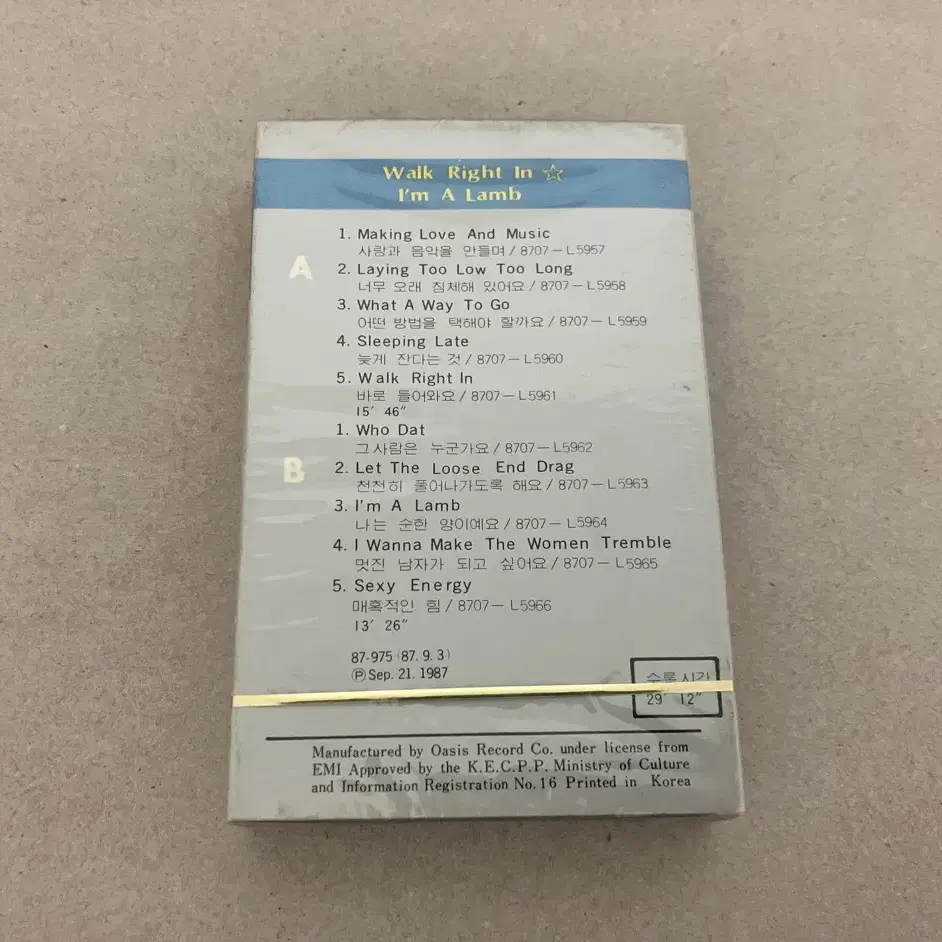 Walk Right In ☆
I'm A Lamb
A
1. Making Love And Music
사랑과 음악을 만들며 / 8707－L5957
2. Laying Too Low Too Long
너무 오래 침체해 있어요 / 8707－L5958
3. What A Way To Go
어떤 방법을 택해야 할까요 / 8707－L5959
4. Sleeping Late
늦게 잔다는 것 / 8707－L5960
5. Walk Right In
바로 들어와요 / 8707－L5961
15′ 46″
B
1. Who Dat
그사람은 누군가요 / 8707－L5962
2. Let The Loose End Drag
천천히 풀어나가도록 해요 / 8707－L5963
3. I'm A Lamb
나는 순한 양이예요 / 8707－L5964
4. I Wanna Make The Women Tremble
멋진 남자가 되고 싶어요 / 8707－L5965
5. Sexy Energy
매혹적인 힘 / 8707－L5966
13′ 26″
87-975 (87. 9. 3)
Ⓟ Sep. 21. 1987
수록시간
29′ 12″
Manufactured by Oasis Record Co. under license from
EMI Approved by the K.E.C.P.P. Ministry of Culture
and Information Registration No. 16 Printed in Korea